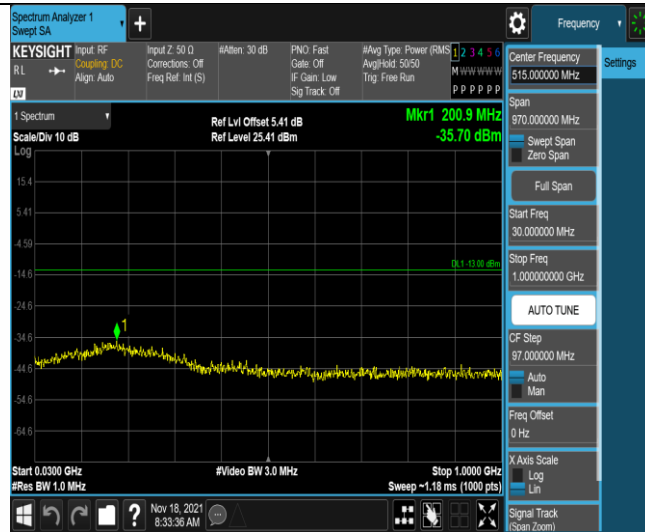 Spectrum Analyzer 1
Swept SA
+
Frequency
KEYSIGHT
RL
LXI
Input: RF
Coupling: DC
Align: Auto
Input Z: 50 Ω
Corrections: Off
Freq Ref: Int (S)
#Atten: 30 dB
PNO: Fast
Gate: Off
IF Gain: Low
Sig Track: Off
#Avg Type: Power (RMS
Avg|Hold: 50/50
Trig: Free Run
1 2 3 4 5 6
M W W W W W
P P P P P P
Settings
1 Spectrum
Scale/Div 10 dB
Log
Ref Lvl Offset 5.41 dB
Ref Level 25.41 dBm
Mkr1 200.9 MHz
-35.70 dBm
15.4
5.41
-4.59
-14.6
-24.6
-34.6
-44.6
-54.6
-64.6
DL1 -13.00 dBm
1
Start 0.0300 GHz
#Res BW 1.0 MHz
#Video BW 3.0 MHz
Stop 1.0000 GHz
Sweep ~1.18 ms (1000 pts)
Center Frequency
515.000000 MHz
Span
970.000000 MHz
Swept Span
Zero Span
Full Span
Start Freq
30.000000 MHz
Stop Freq
1.000000000 GHz
AUTO TUNE
CF Step
97.000000 MHz
Auto
Man
Freq Offset
0 Hz
X Axis Scale
Log
Lin
Signal Track
(Span Zoom)
?
Nov 18, 2021
8:33:36 AM